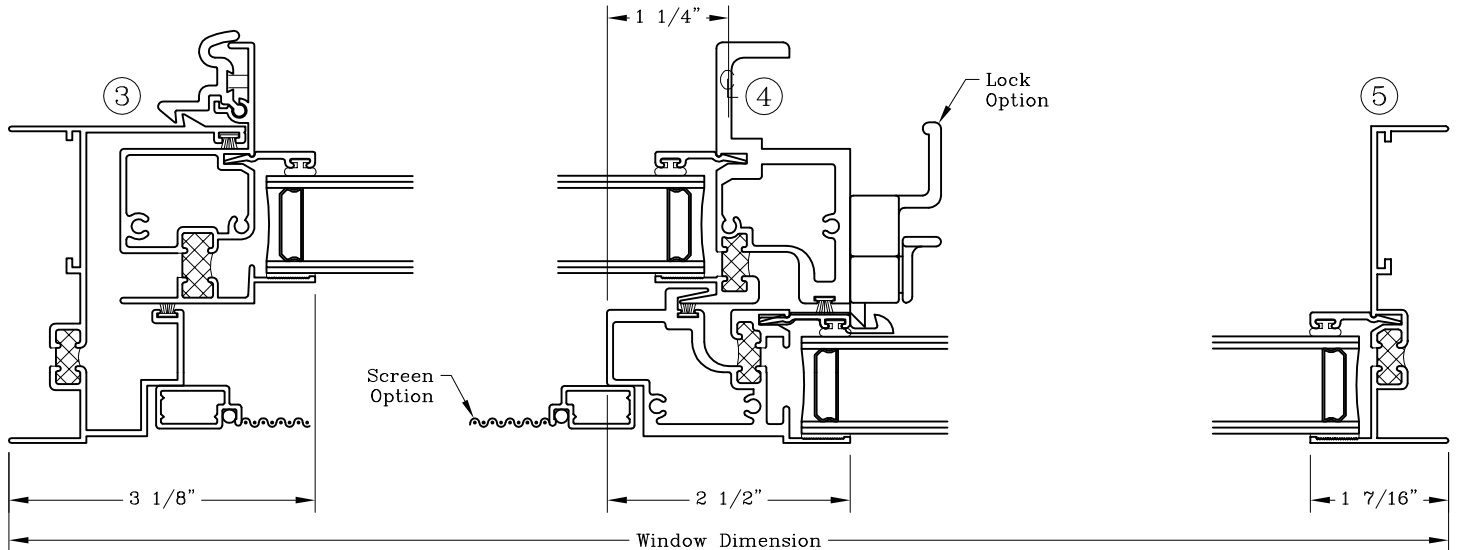 1 1/4"
3
℄
4
Lock
Option
5
Screen
Option
3 1/8"
2 1/2"
1 7/16"
Window Dimension